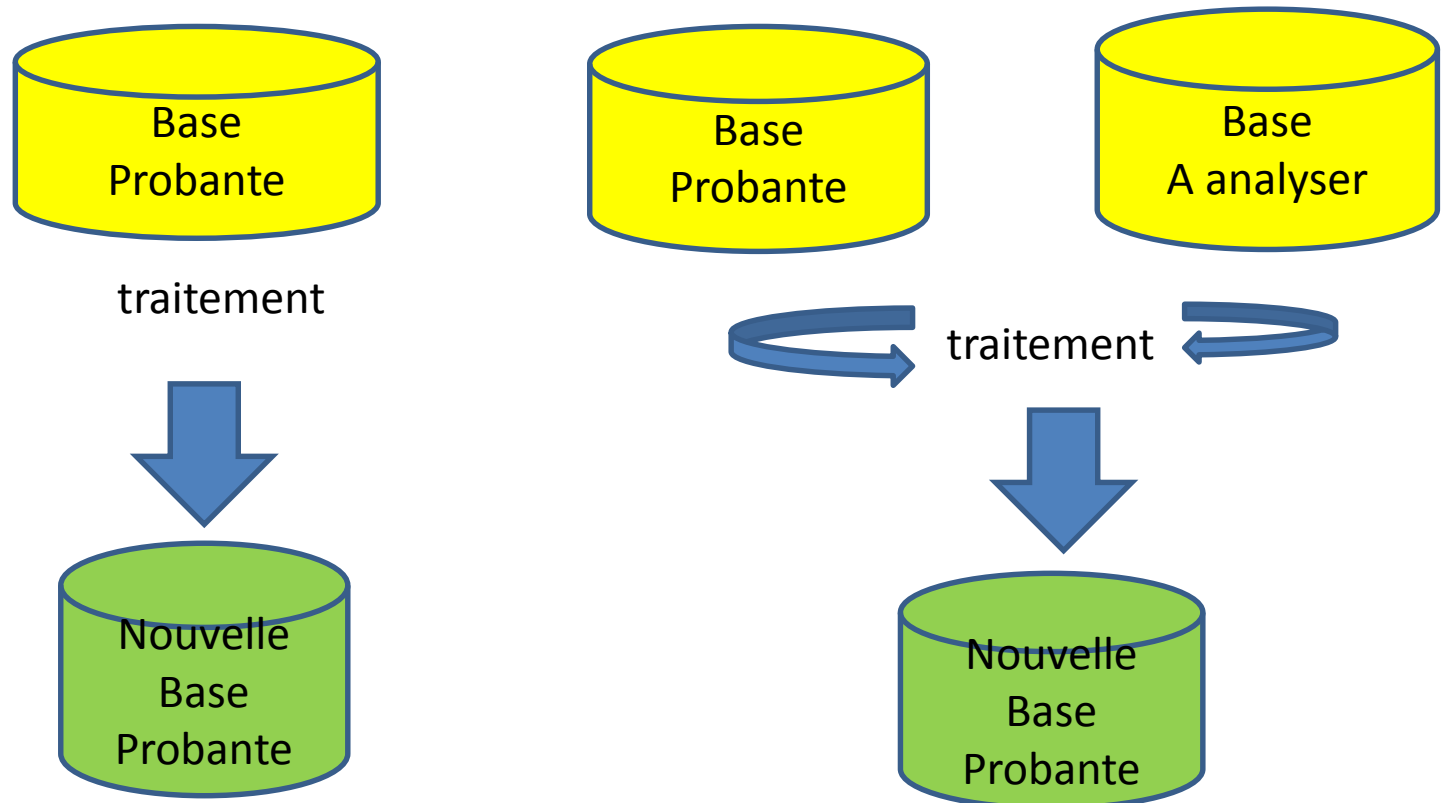 Base
Probante
traitement
Nouvelle
Base
Probante
Base
Probante
Base
A analyser
traitement
Nouvelle
Base
Probante